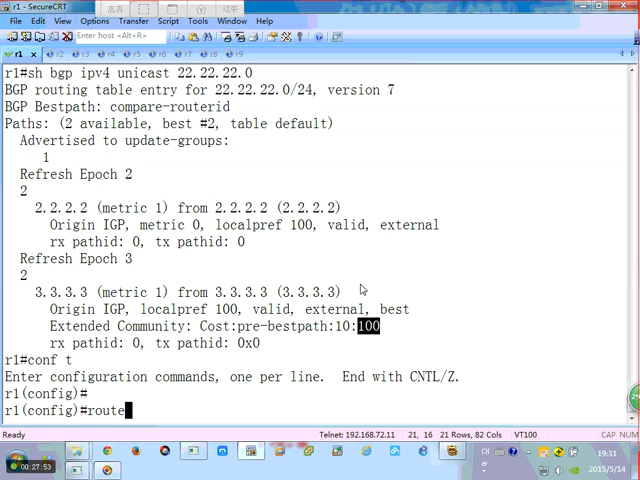 r1 - SecureCRT
File Edit View Options Transfer Script Tools Window Help
Enter host <Alt+R>
r1 r2 r3 r4 r5 r6 r7 r8 r9
r1#sh bgp ipv4 unicast 22.22.22.0
BGP routing table entry for 22.22.22.0/24, version 7
BGP Bestpath: compare-routerid
Paths: (2 available, best #2, table default)
Advertised to update-groups:
1
Refresh Epoch 2
2
2.2.2.2 (metric 1) from 2.2.2.2 (2.2.2.2)
Origin IGP, metric 0, localpref 100, valid, external
rx pathid: 0, tx pathid: 0
Refresh Epoch 3
2
3.3.3.3 (metric 1) from 3.3.3.3 (3.3.3.3)
Origin IGP, localpref 100, valid, external, best
Extended Community: Cost:pre-bestpath:10:100
rx pathid: 0, tx pathid: 0x0
r1#conf t
Enter configuration commands, one per line. End with CNTL/Z.
r1(config)#
r1(config)#route
Ready Telnet: 192.168.72.11 21, 16 21 Rows, 82 Cols VT100 CAP NUM
CH 19:31
00:27:53 2015/5/14